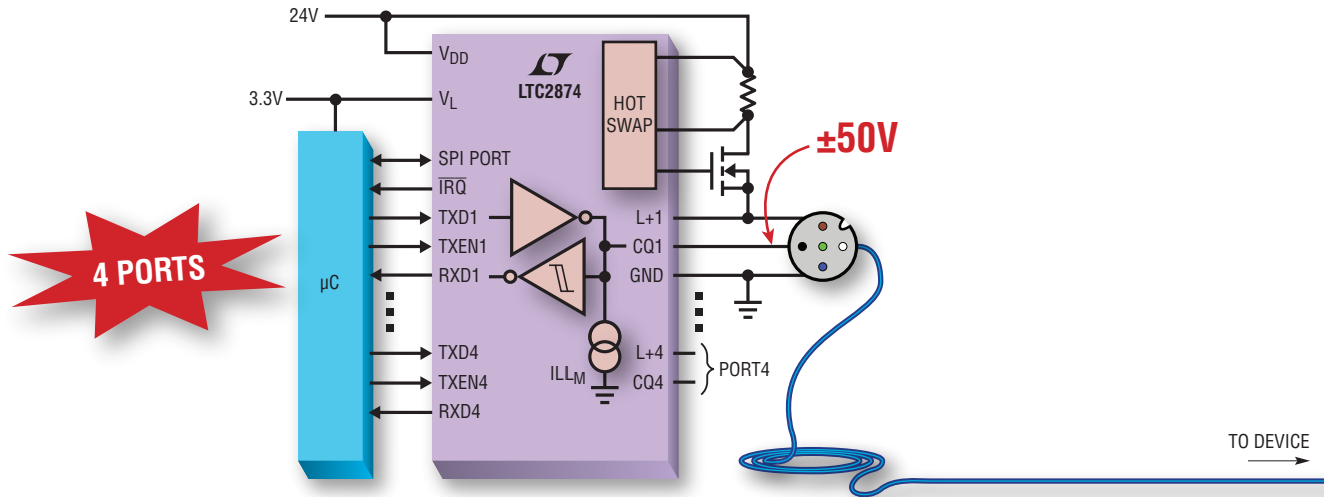 24V
VDD
LTC2874
HOT
SWAP
3.3V
VL
±50V
SPI PORT
IRQ
TXD1
L+1
TXEN1
CQ1
4 PORTS
µC
RXD1
GND
TXD4
ILLM
L+4
PORT4
TXEN4
CQ4
RXD4
TO DEVICE